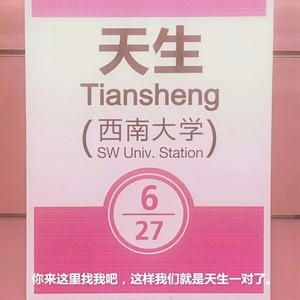 天生
Tiansheng
(西南大学)
SW Univ. Station
6
27
你来这里找我吧，这样我们就是天生一对了。